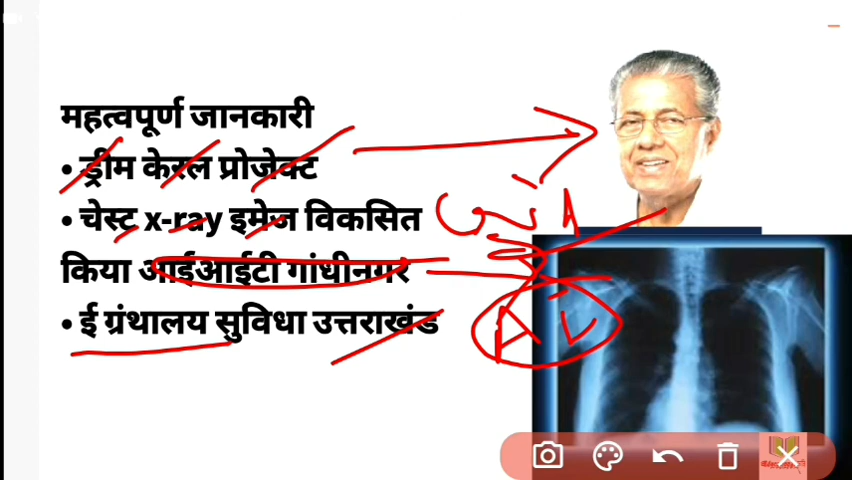 महत्वपूर्ण जानकारी
• ड्रीम केरल प्रोजेक्ट
• चेस्ट x-ray इमेज विकसित
किया आईआईटी गांधीनगर
• ई ग्रंथालय सुविधा उत्तराखंड